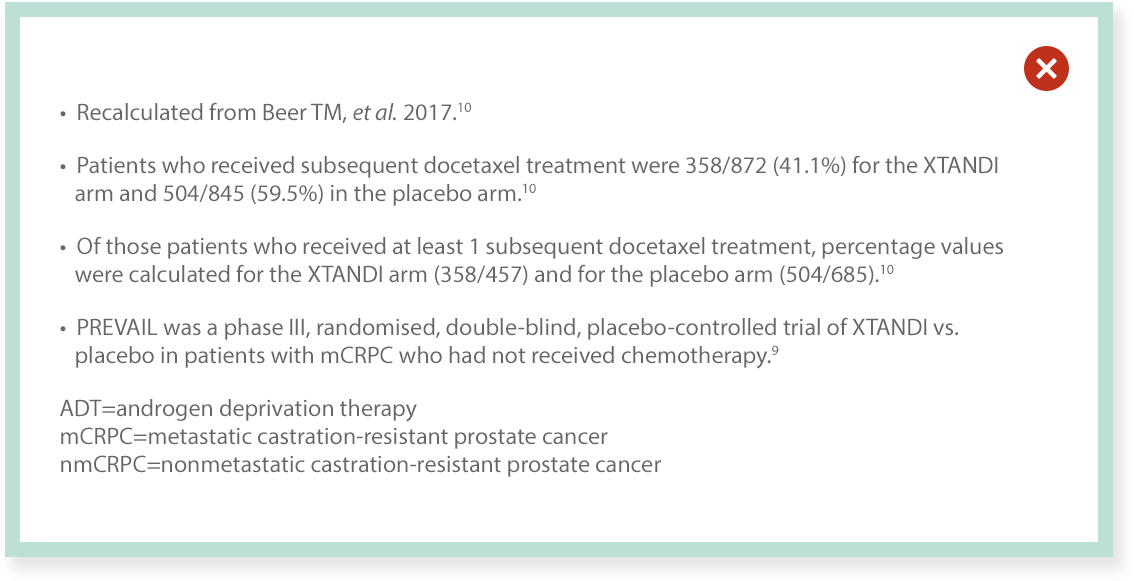 • Recalculated from Beer TM, et al. 2017.10
• Patients who received subsequent docetaxel treatment were 358/872 (41.1%) for the XTANDI
arm and 504/845 (59.5%) in the placebo arm.10
• Of those patients who received at least 1 subsequent docetaxel treatment, percentage values
were calculated for the XTANDI arm (358/457) and for the placebo arm (504/685).10
• PREVAIL was a phase III, randomised, double-blind, placebo-controlled trial of XTANDI vs.
placebo in patients with mCRPC who had not received chemotherapy.9
ADT=androgen deprivation therapy
mCRPC=metastatic castration-resistant prostate cancer
nmCRPC=nonmetastatic castration-resistant prostate cancer